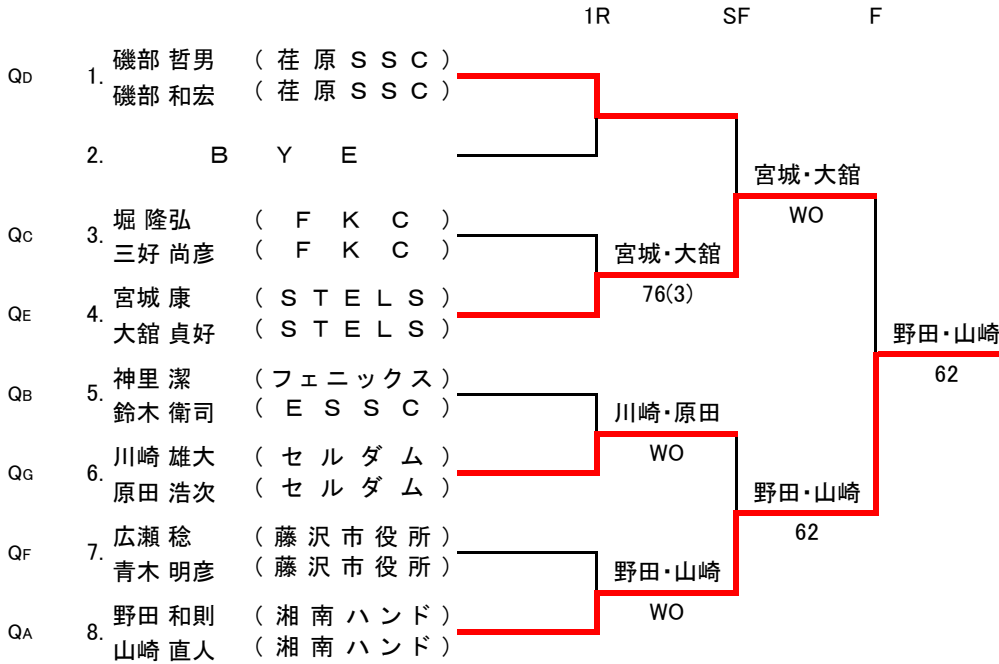 1R SF F
QD 1. 磯部 哲男 (荏原SSC)
磯部 和宏 (荏原SSC)
2. BYE
宮城・大舘
WO
QC 3. 堀 隆弘 (FKC)
三好 尚彦 (FKC)
宮城・大舘
76(3)
QE 4. 宮城 康 (STELS)
大舘 貞好 (STELS)
野田・山崎
62
QB 5. 神里 潔 (フェニックス)
鈴木 衛司 (ESSC)
川崎・原田
WO
QG 6. 川崎 雄大 (セルダム)
原田 浩次 (セルダム)
野田・山崎
62
QF 7. 広瀬 稔 (藤沢市役所)
青木 明彦 (藤沢市役所)
野田・山崎
WO
QA 8. 野田 和則 (湘南ハンド)
山崎 直人 (湘南ハンド)